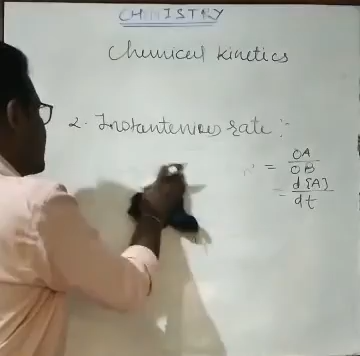 CHEMISTRY
Chemical kinetics
2. Instantenious rate :-
= OA
OB
= d[A]
dt